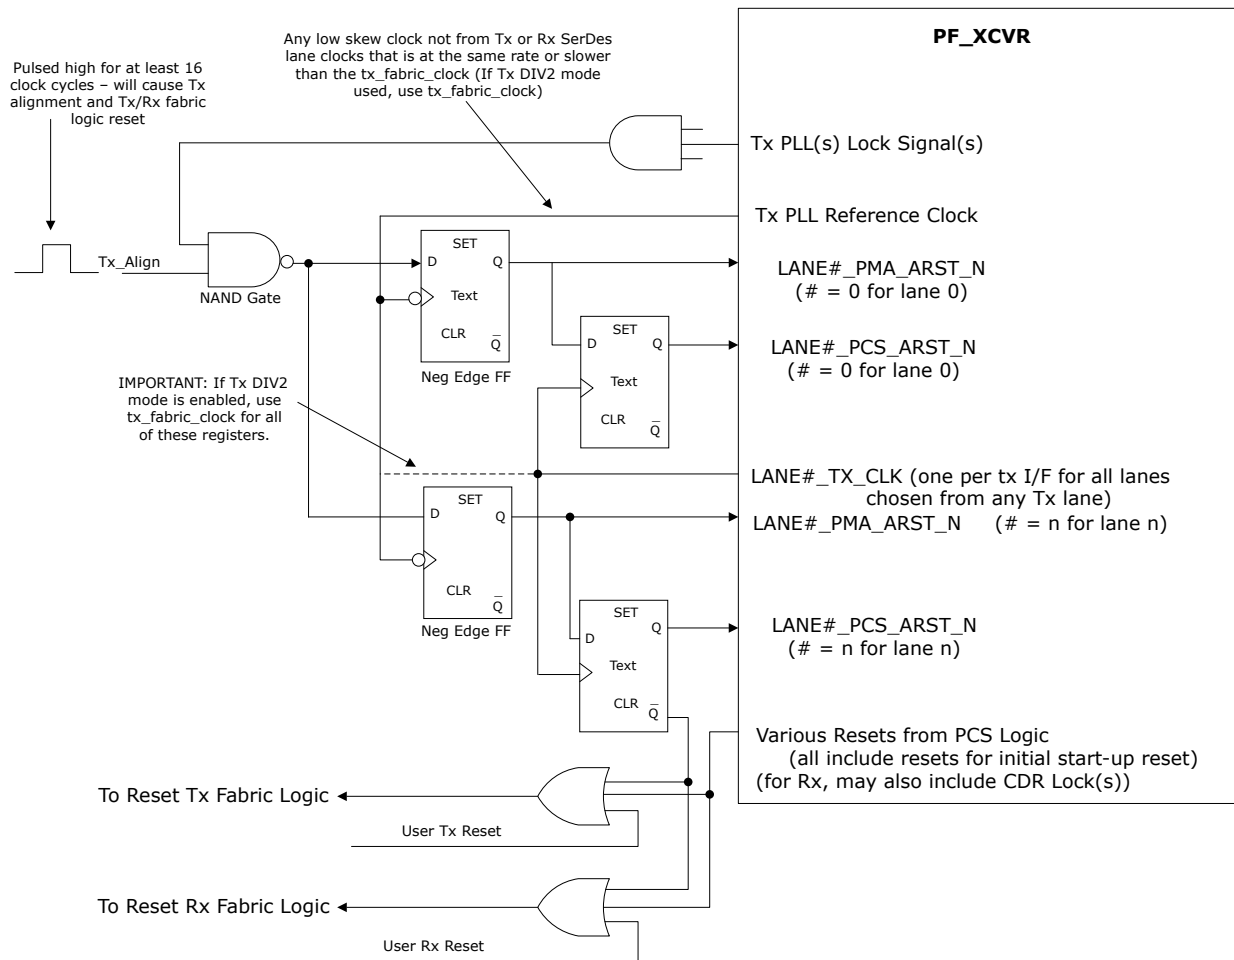 PF_XCVR
Any low skew clock not from Tx or Rx SerDes
lane clocks that is at the same rate or slower
than the tx_fabric_clock (If Tx DIV2 mode
used, use tx_fabric_clock)
Pulsed high for at least 16
clock cycles – will cause Tx
alignment and Tx/Rx fabric
logic reset
Tx PLL(s) Lock Signal(s)
Tx PLL Reference Clock
Tx_Align
NAND Gate
SET
D
Q
Text
CLR
Q
Neg Edge FF
LANE#_PMA_ARST_N
(# = 0 for lane 0)
SET
D
Q
Text
CLR
Q
LANE#_PCS_ARST_N
(# = 0 for lane 0)
IMPORTANT: If Tx DIV2
mode is enabled, use
tx_fabric_clock for all
of these registers.
LANE#_TX_CLK (one per tx I/F for all lanes
chosen from any Tx lane)
LANE#_PMA_ARST_N (# = n for lane n)
SET
D
Q
CLR
Q
Neg Edge FF
SET
D
Q
Text
CLR
Q
LANE#_PCS_ARST_N
(# = n for lane n)
Various Resets from PCS Logic
(all include resets for initial start-up reset)
(for Rx, may also include CDR Lock(s))
To Reset Tx Fabric Logic
User Tx Reset
To Reset Rx Fabric Logic
User Rx Reset